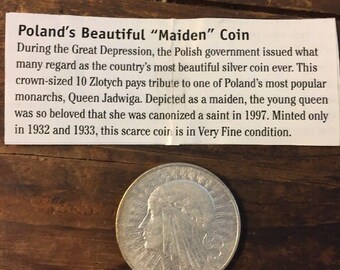 Poland's Beautiful "Maiden" Coin
During the Great Depression, the Polish government issued what
many regard as the country's most beautiful silver coin ever. This
crown-sized 10 Zlotych pays tribute to one of Poland's most popular
monarchs, Queen Jadwiga. Depicted as a maiden, the young queen
was so beloved that she was canonized a saint in 1997. Minted only
in 1932 and 1933, this scarce coin is in Very Fine condition.